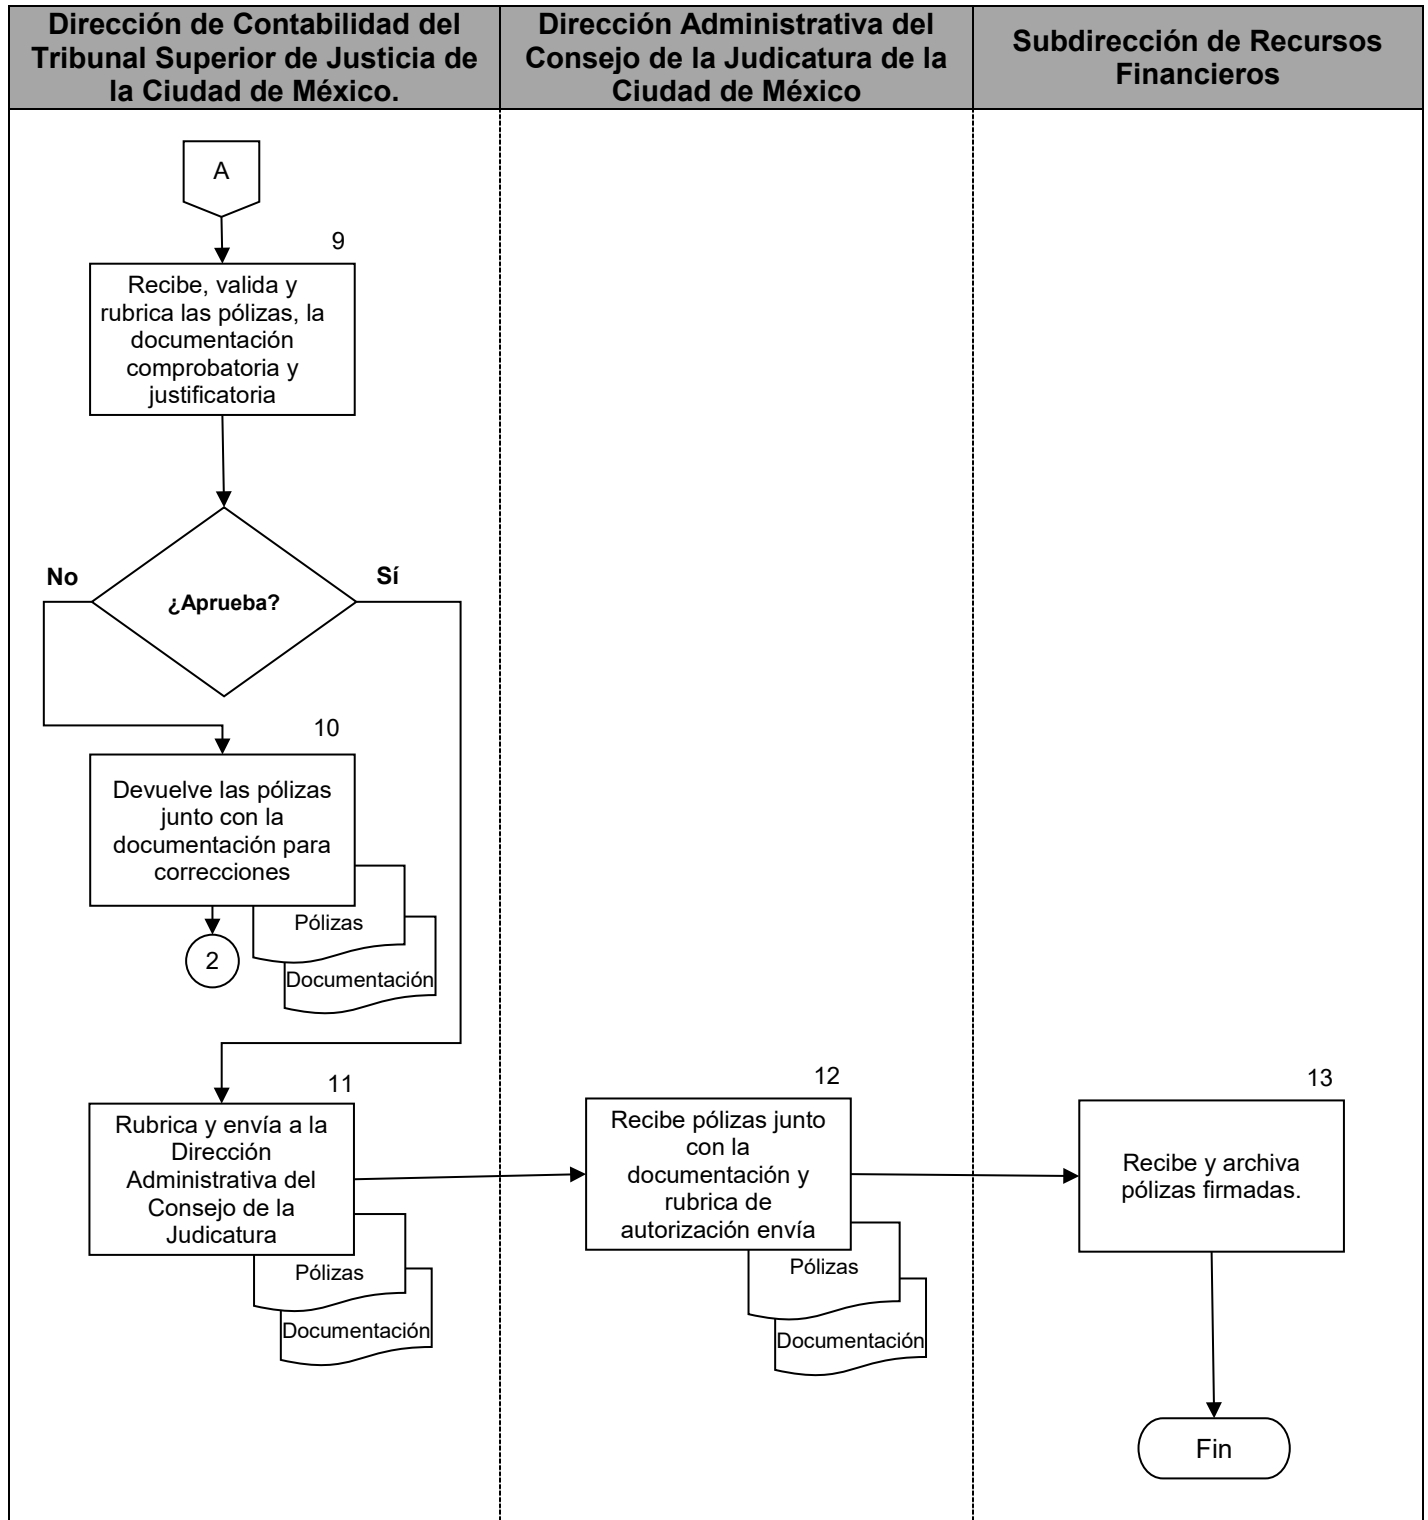 Dirección de Contabilidad del
Tribunal Superior de Justicia de
la Ciudad de México.
Dirección Administrativa del
Consejo de la Judicatura de la
Ciudad de México
Subdirección de Recursos
Financieros
A
9
Recibe, valida y
rubrica las pólizas, la
documentación
comprobatoria y
justificatoria
No
Sí
¿Aprueba?
10
Devuelve las pólizas
junto con la
documentación para
correcciones
Pólizas
2
Documentación
11
Rubrica y envía a la
Dirección
Administrativa del
Consejo de la
Judicatura
Pólizas
Documentación
12
Recibe pólizas junto
con la
documentación y
rubrica de
autorización envía
Pólizas
Documentación
13
Recibe y archiva
pólizas firmadas.
Fin